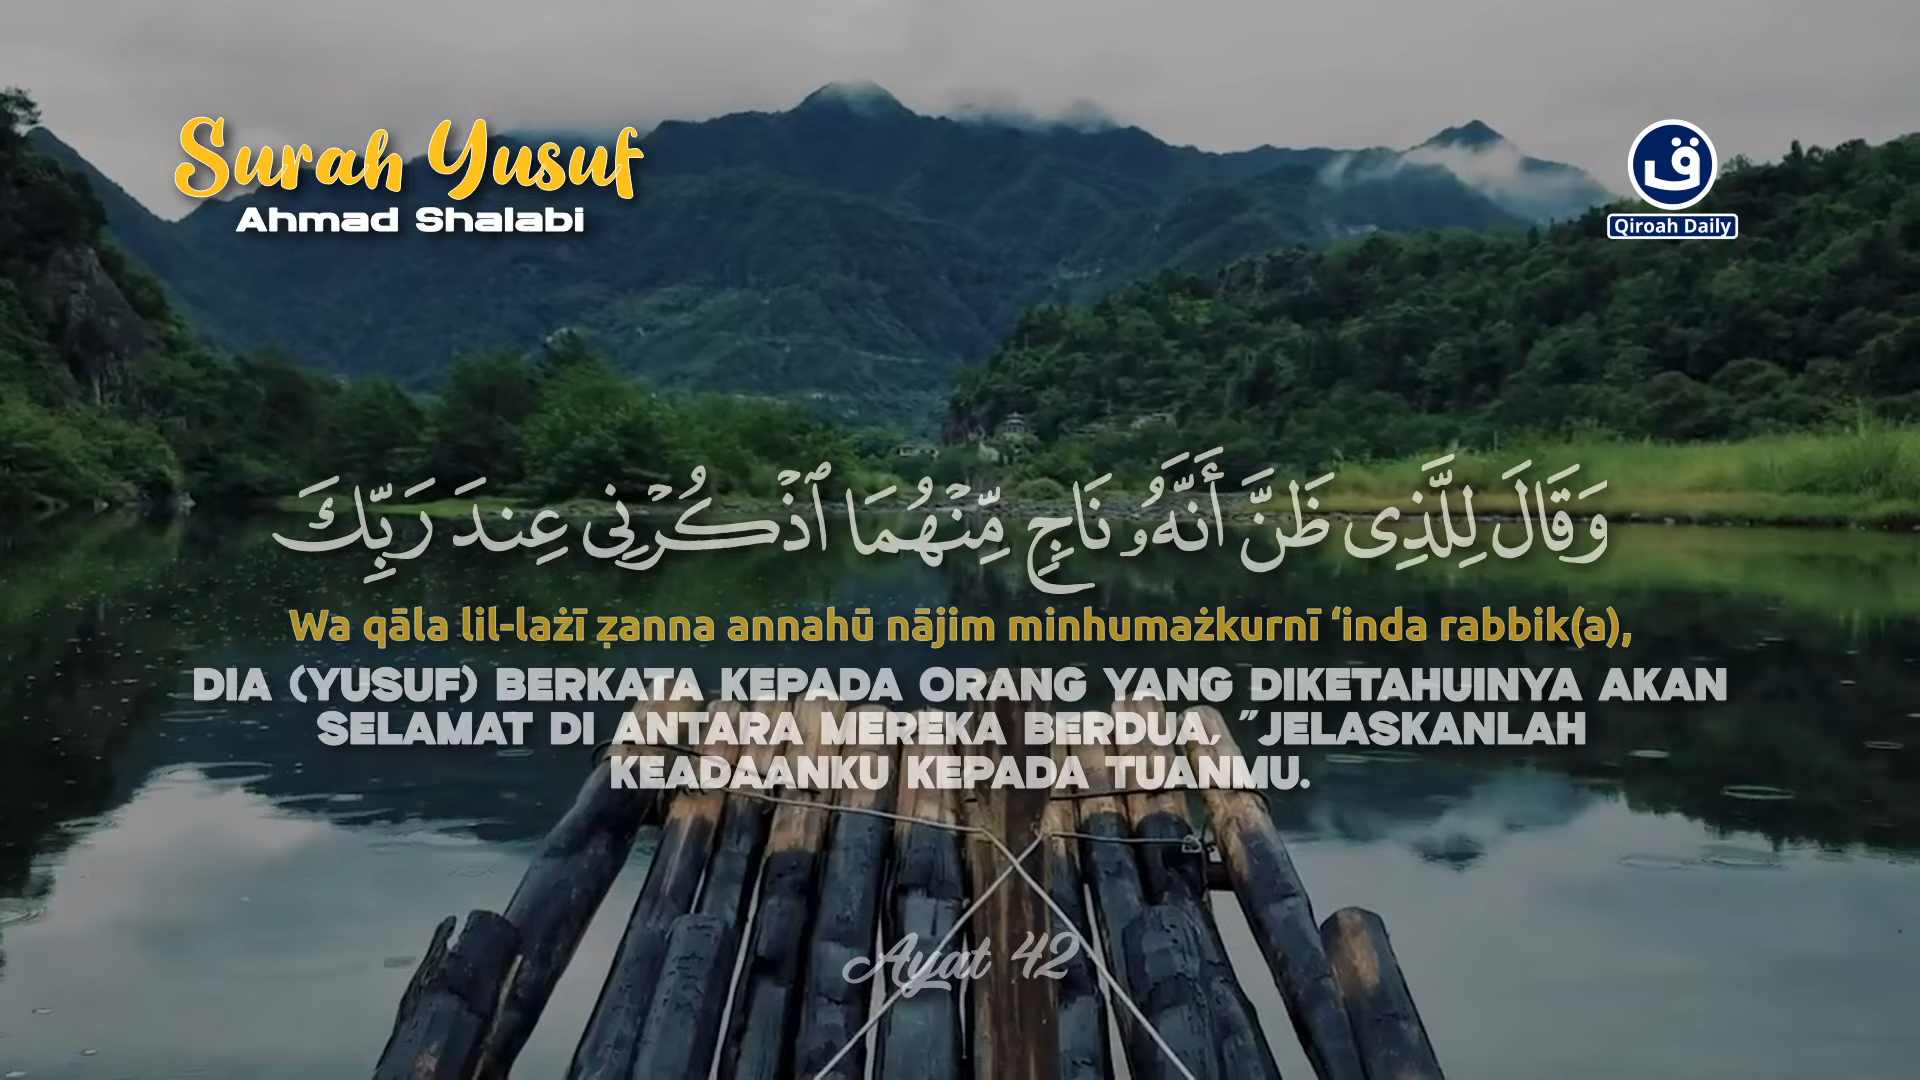 Surah Yusuf
Ahmad Shalabi
ق
Qiroah Daily
وَقَالَ لِلَّذِى ظَنَّ أَنَّهُۥ نَاجٍ مِّنْهُمَا ٱذْكُرْنِى عِندَ رَبِّكَ
Wa qāla lil-lażī ẓanna annahū nājim minhumażkurnī ‘inda rabbik(a),
DIA (YUSUF) BERKATA KEPADA ORANG YANG DIKETAHUINYA AKAN
SELAMAT DI ANTARA MEREKA BERDUA, "JELASKANLAH
KEADAANKU KEPADA TUANMU.
Ayat 42